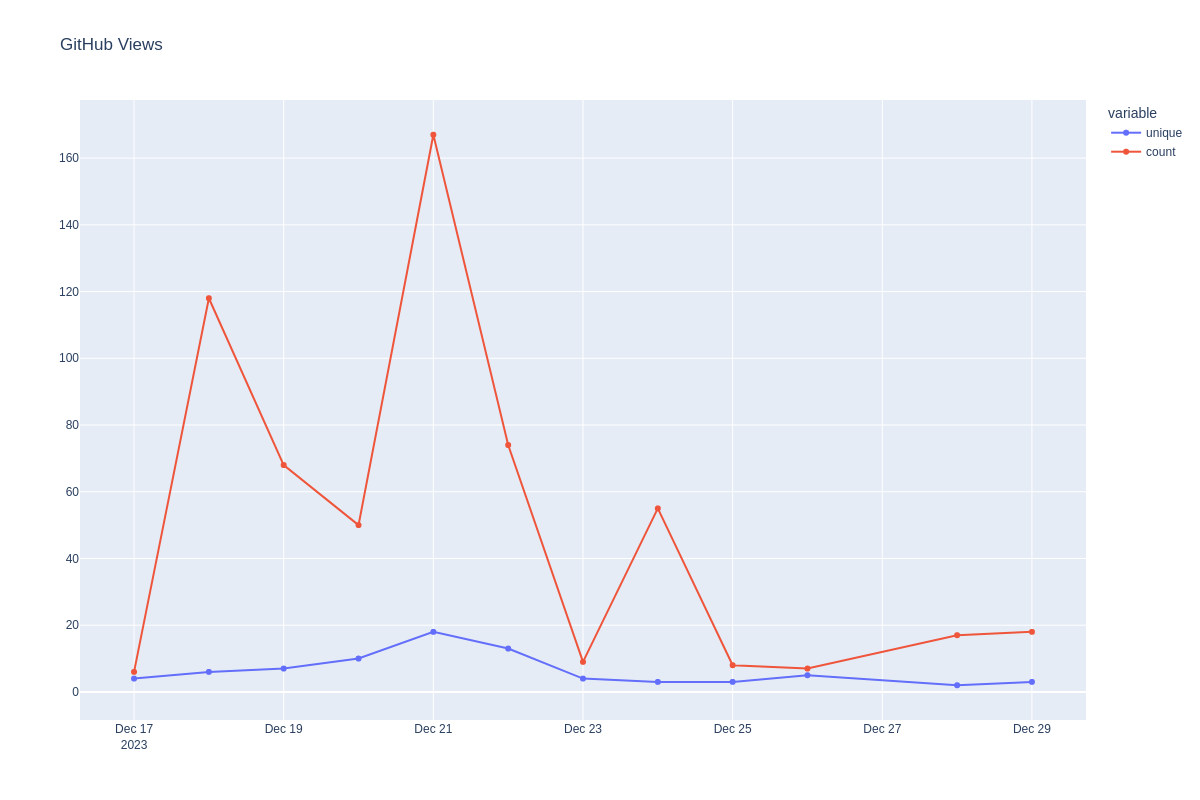 GitHub Views
variable
unique
count
160
140
120
100
80
60
40
20
0
Dec 17
2023
Dec 19
Dec 21
Dec 23
Dec 25
Dec 27
Dec 29